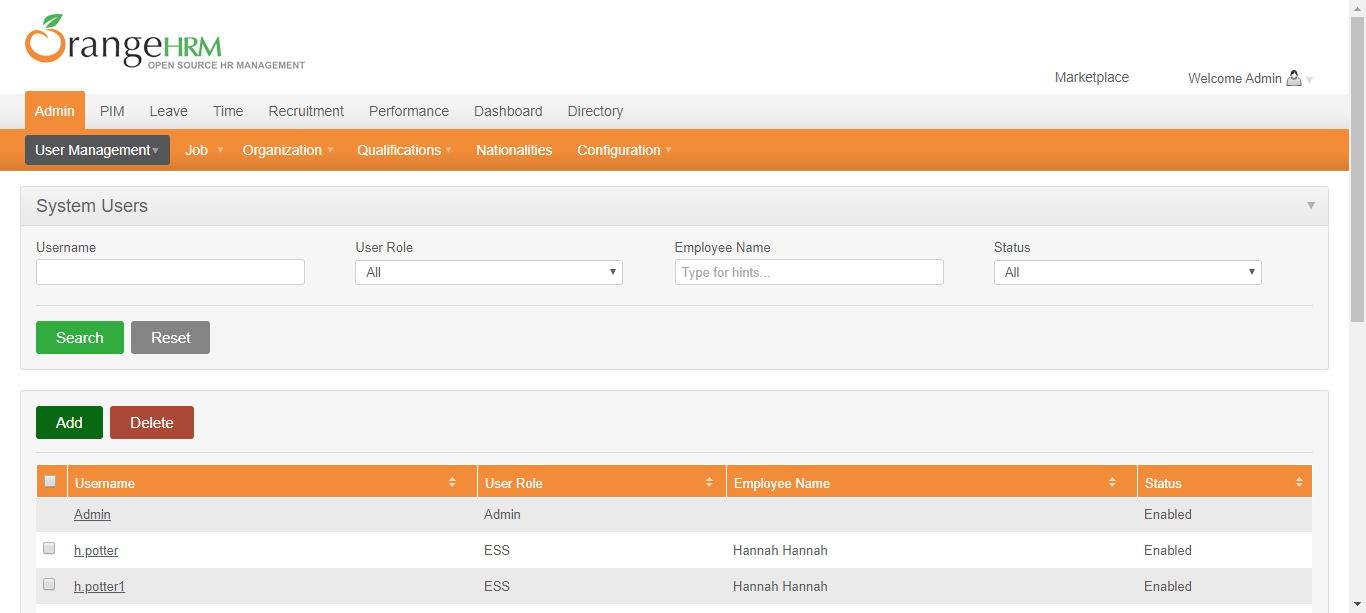 OrangeHRM
OPEN SOURCE HR MANAGEMENT
Marketplace Welcome Admin
Admin PIM Leave Time Recruitment Performance Dashboard Directory
User Management Job Organization Qualifications Nationalities Configuration
System Users
Username User Role Employee Name Status
All Type for hints... All
Search Reset
Add Delete
Username User Role Employee Name Status
Admin Admin Enabled
h.potter ESS Hannah Hannah Enabled
h.potter1 ESS Hannah Hannah Enabled